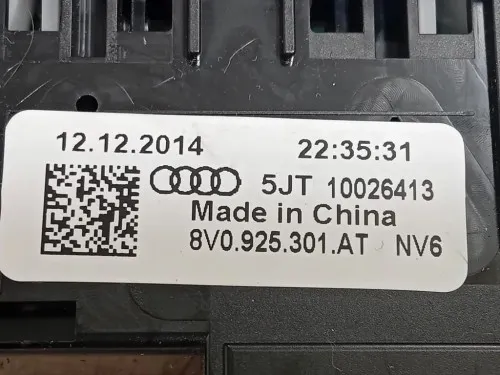 12.12.2014 22:35:31
5JT 10026413
Made in China
8V0.925.301.AT NV6